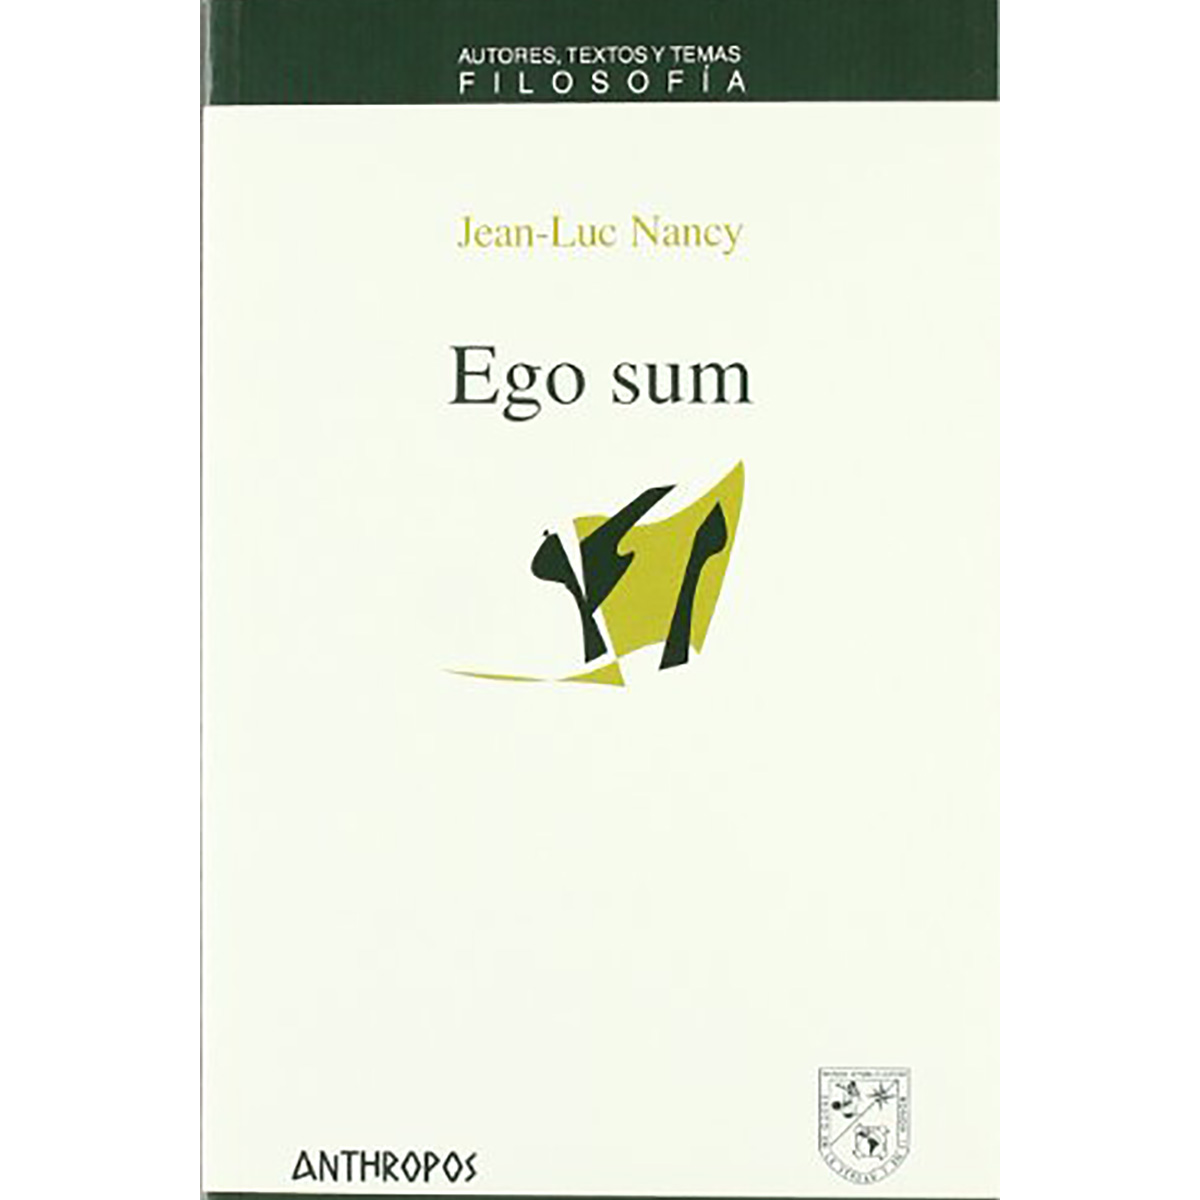 AUTORES, TEXTOS Y TEMAS
FILOSOFÍA
Jean-Luc Nancy
Ego sum
ANTHROPOS